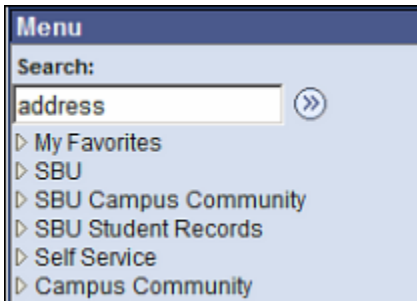 Menu
Search:
address
My Favorites
SBU
SBU Campus Community
SBU Student Records
Self Service
Campus Community